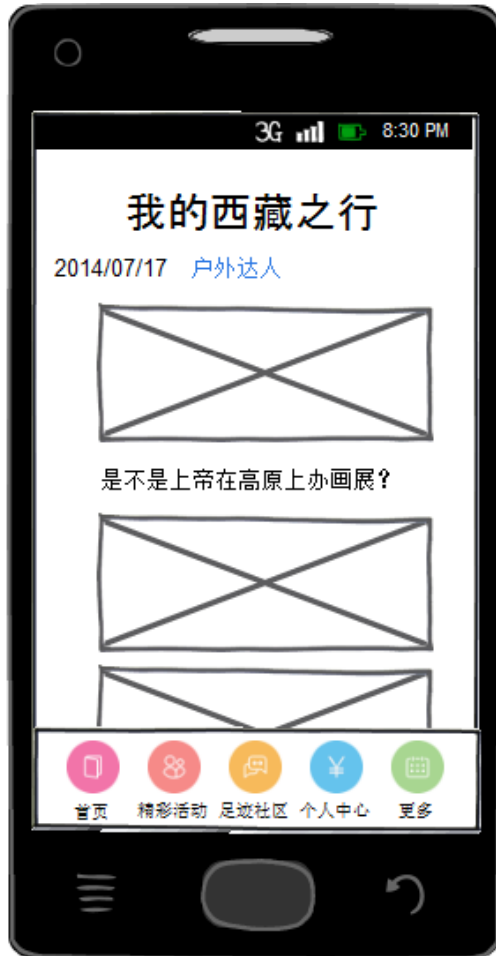 3G 8:30 PM
我的西藏之行
2014/07/17 户外达人
是不是上帝在高原上办画展?
首页 精彩活动 足迹社区 个人中心 更多